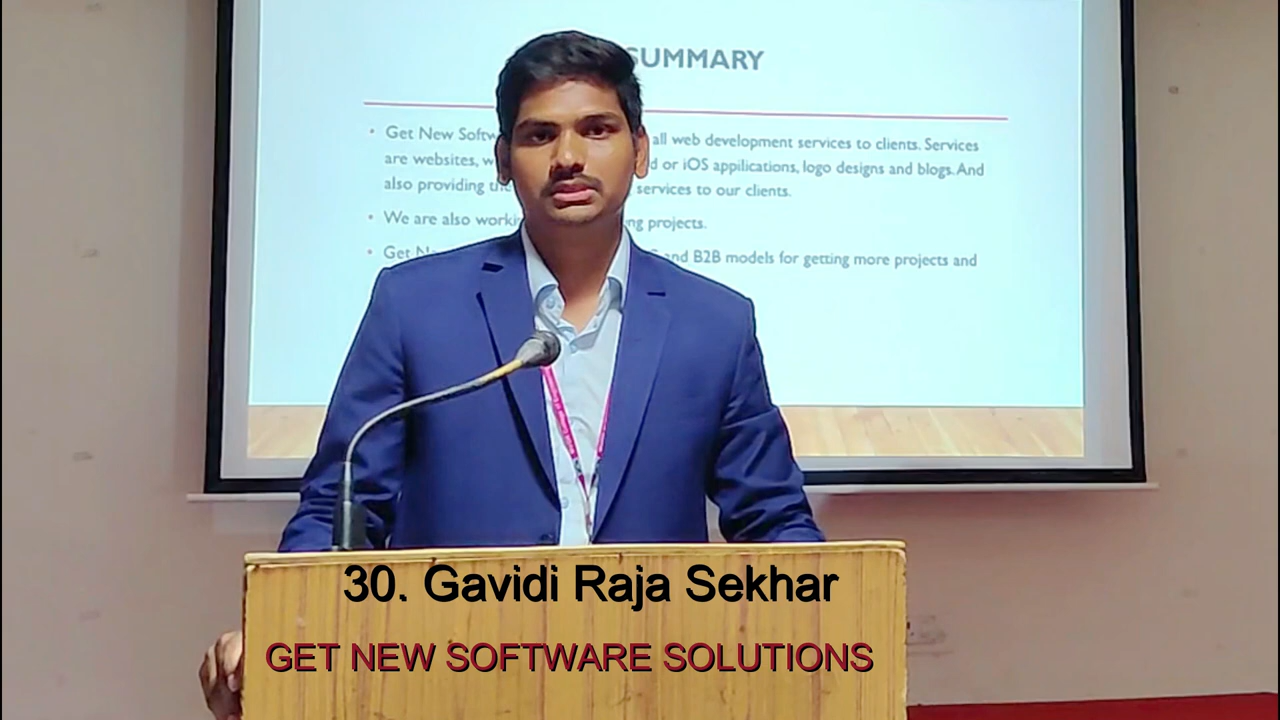 SUMMARY
• Get New Softw all web development services to clients. Services
are websites, w d or iOS appilications, logo designs and blogs. And
also providing services to our clients.
• We are also worki ng projects.
• Get and B2B models for getting more projects and
30. Gavidi Raja Sekhar
GET NEW SOFTWARE SOLUTIONS